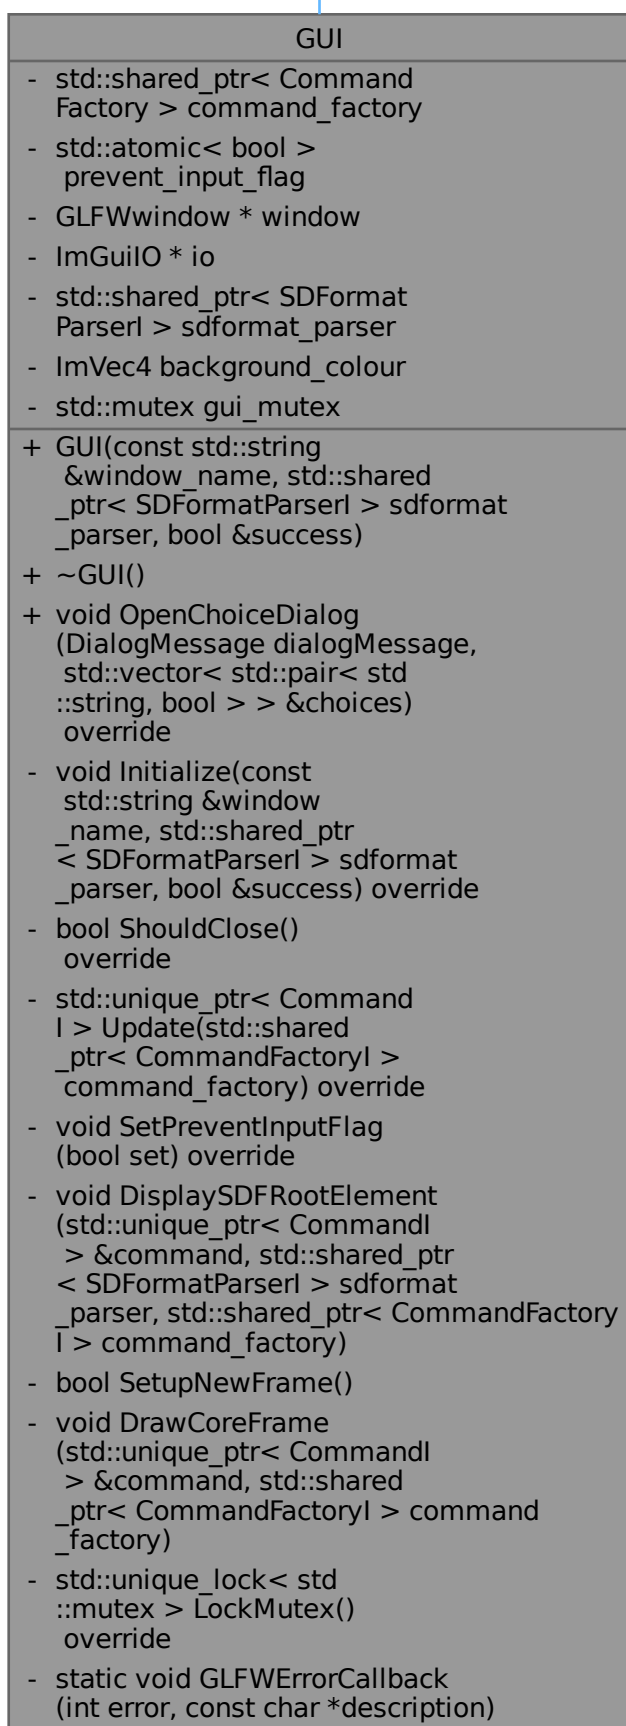 GUI
- std::shared_ptr< Command
Factory > command_factory
- std::atomic< bool >
prevent_input_flag
- GLFWwindow * window
- ImGuiIO * io
- std::shared_ptr< SDFormat
ParserI > sdformat_parser
- ImVec4 background_colour
- std::mutex gui_mutex
+ GUI(const std::string
&window_name, std::shared
_ptr< SDFormatParserI > sdformat
_parser, bool &success)
+ ~GUI()
+ void OpenChoiceDialog
(DialogMessage dialogMessage,
std::vector< std::pair< std
::string, bool > > &choices)
override
- void Initialize(const
std::string &window
_name, std::shared_ptr
< SDFormatParserI > sdformat
_parser, bool &success) override
- bool ShouldClose()
override
- std::unique_ptr< Command
I > Update(std::shared
_ptr< CommandFactoryI >
command_factory) override
- void SetPreventInputFlag
(bool set) override
- void DisplaySDFRootElement
(std::unique_ptr< CommandI
> &command, std::shared_ptr
< SDFormatParserI > sdformat
_parser, std::shared_ptr< CommandFactory
I > command_factory)
- bool SetupNewFrame()
- void DrawCoreFrame
(std::unique_ptr< CommandI
> &command, std::shared
_ptr< CommandFactoryI > command
_factory)
- std::unique_lock< std
::mutex > LockMutex()
override
- static void GLFWErrorCallback
(int error, const char *description)